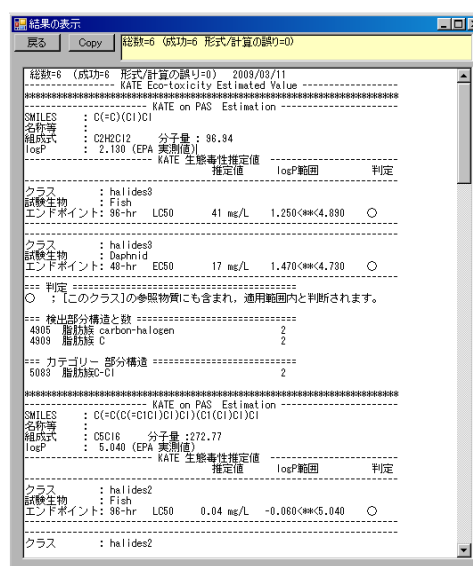 結果の表示
戻る Copy 総数=6 (成功=6 形式/計算の誤り=0)
総数=6 (成功=6 形式/計算の誤り=0) 2009/03/11
---------------- KATE Eco-toxicity Estimated Value ----------------
**********************************************************************
---------------------- KATE on PAS Estimation ----------------------
SMILES : C(=C)(Cl)Cl
名称等 :
組成式 : C2H2Cl2 分子量 : 96.94
logP : 2.130 (EPA 実測値)
---------------------- KATE 生態毒性推定値 ----------------------
推定値 logP範囲 判定
クラス : halides3
試験生物 : Fish
エンドポイント: 96-hr LC50 41 mg/L 1.250<**<4.890 ○
クラス : halides3
試験生物 : Daphnid
エンドポイント: 48-hr EC50 17 mg/L 1.470<**<4.730 ○
=== 判定 ========================================
○ : [このクラス]の参照物質にも含まれ,適用範囲内と判断されます。
=== 検出部分構造と数 ============================
4905 脂肪族 carbon-halogen 2
4909 脂肪族 C 2
=== カテゴリー 部分構造 =========================
5083 脂肪族C-Cl 2
**********************************************************************
---------------------- KATE on PAS Estimation ----------------------
SMILES : C(=C(C(=C1Cl)Cl)Cl)(C1(Cl)Cl)Cl
名称等 :
組成式 : C5Cl6 分子量 :272.77
logP : 5.040 (EPA 実測値)
---------------------- KATE 生態毒性推定値 ----------------------
推定値 logP範囲 判定
クラス : halides2
試験生物 : Fish
エンドポイント: 96-hr LC50 0.04 mg/L -0.060<**<5.040 ○
クラス : halides2